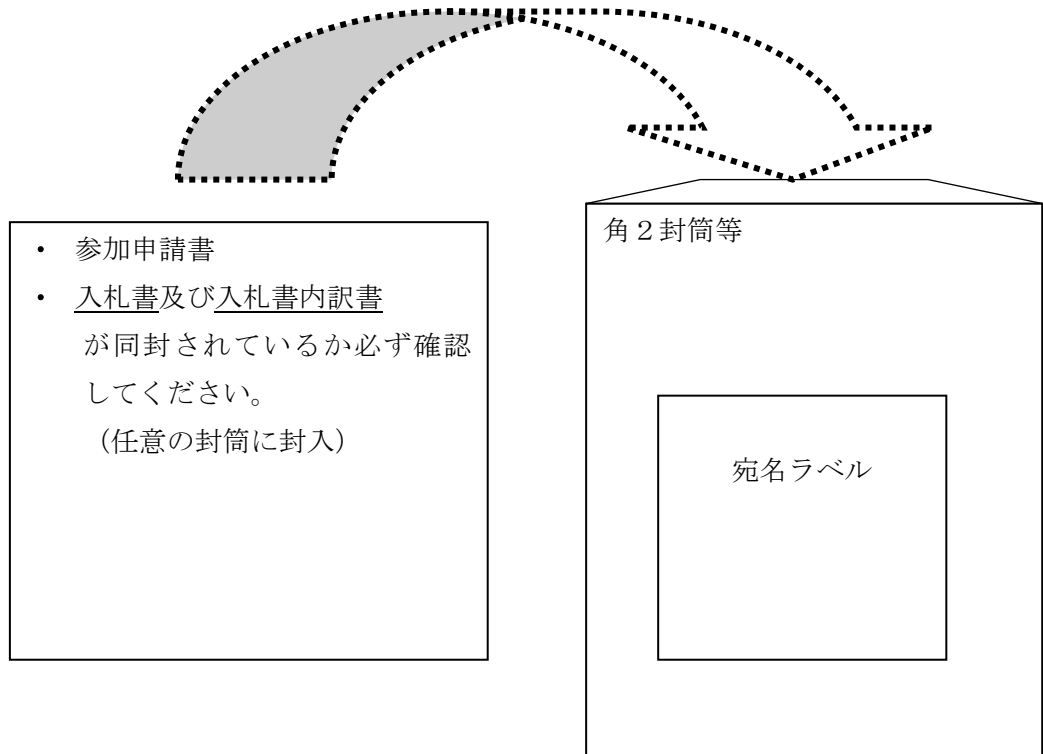 ・ 参加申請書
・ 入札書及び入札書内訳書
が同封されているか必ず確認
してください。
（任意の封筒に封入）
角２封筒等
宛名ラベル